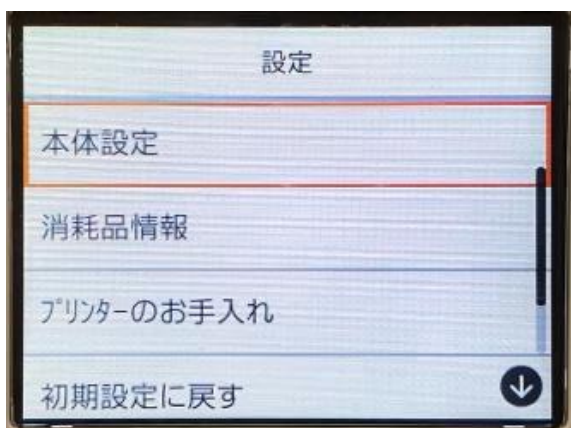 設定
本体設定
消耗品情報
プリンターのお手入れ
初期設定に戻す